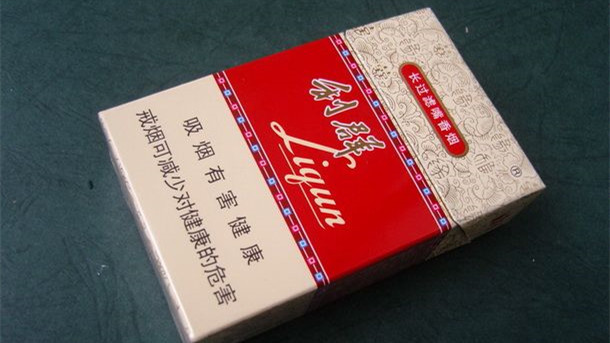 长过滤嘴香烟
利群
Liqun
吸烟有害健康
戒烟可减少对健康的危害